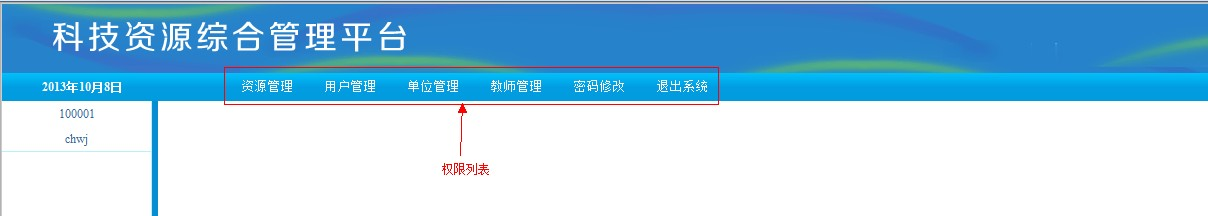 科技资源综合管理平台
2013年10月8日 资源管理 用户管理 单位管理 教师管理 密码修改 退出系统
100001
chwj
权限列表